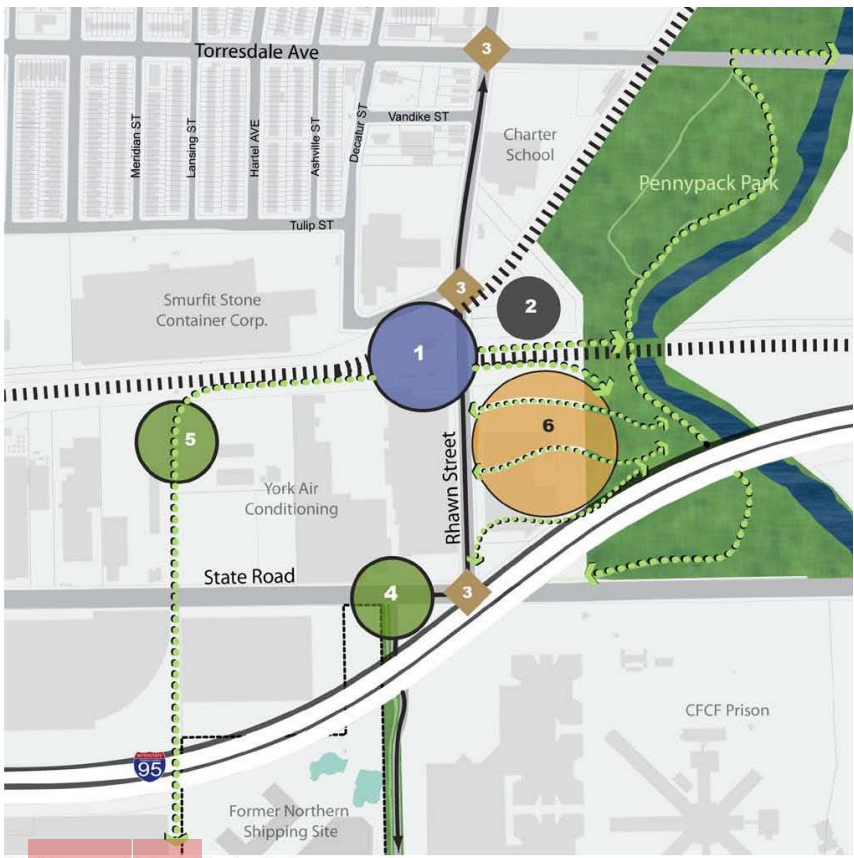 Torresdale Ave
3
Meridian ST
Lansing ST
Hartel AVE
Ashville ST
Decatur ST
Vandike ST
Charter
School
Pennypack Park
Tulip ST
3
2
Smurfit Stone
Container Corp.
1
5
6
York Air
Conditioning
Rhawn Street
State Road
4
3
CFCF Prison
INTERSTATE
95
Former Northern
Shipping Site